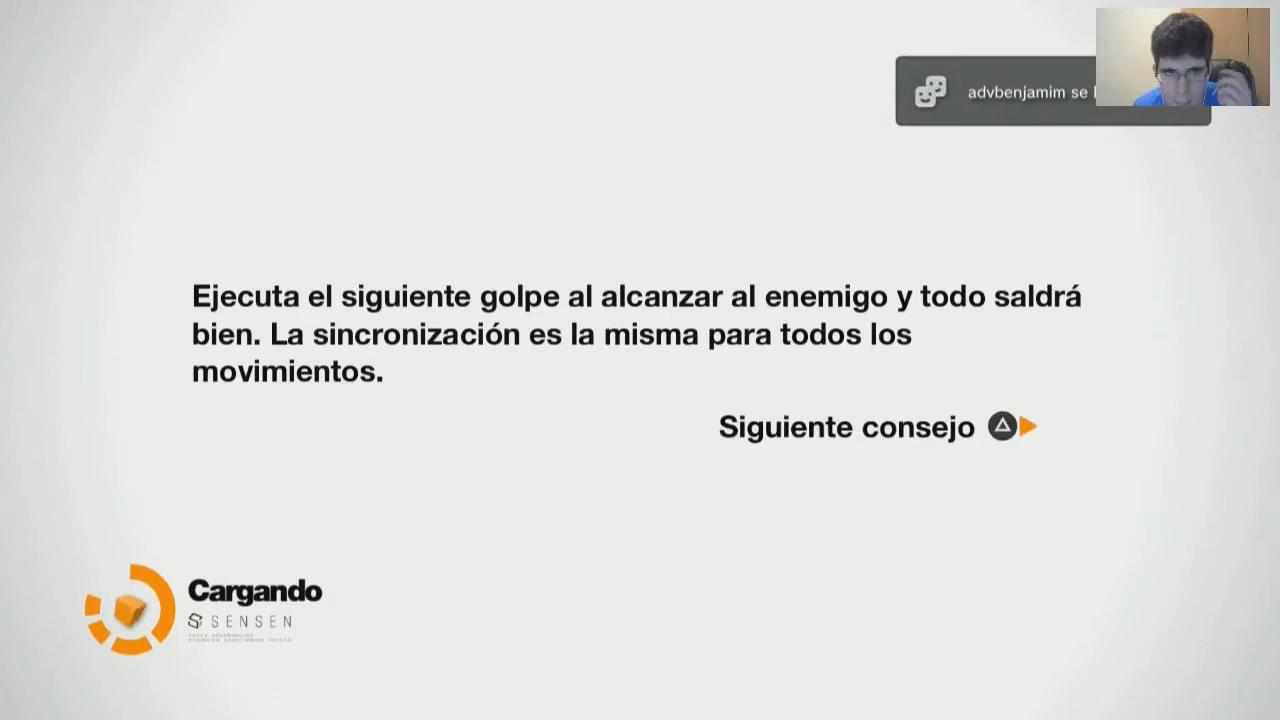 advbenjamim se
Ejecuta el siguiente golpe al alcanzar al enemigo y todo saldrá
bien. La sincronización es la misma para todos los
movimientos.
Siguiente consejo
Cargando
SENSEN